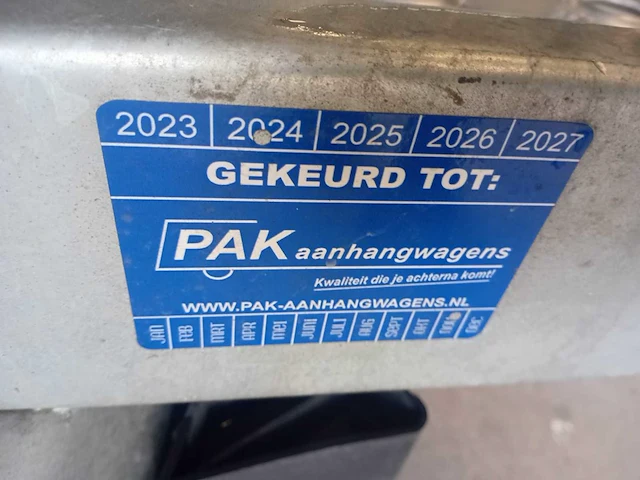 2023 2024 2025 2026 2027
GEKEURD TOT:
PAK aanhangwagens
Kwaliteit die je achterna komt!
WWW.PAK-AANHANGWAGENS.NL
JAN FEB MRT APR MEI JUNI JULI AUG SEPT OKT NOV DEC